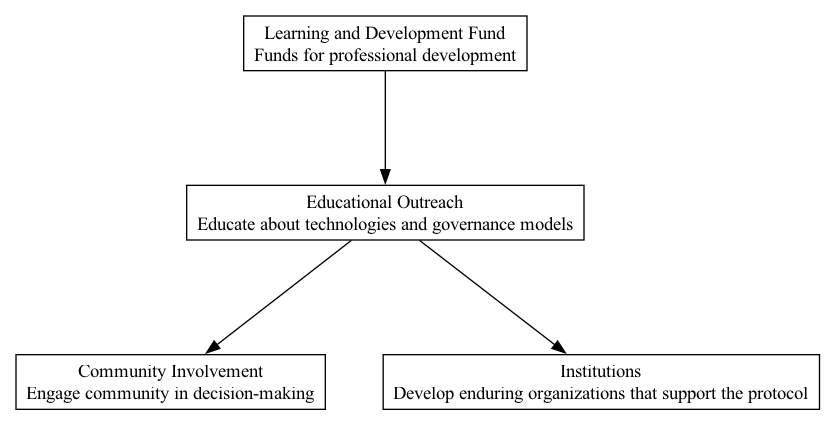 Learning and Development Fund
Funds for professional development
Educational Outreach
Educate about technologies and governance models
Community Involvement
Engage community in decision-making
Institutions
Develop enduring organizations that support the protocol